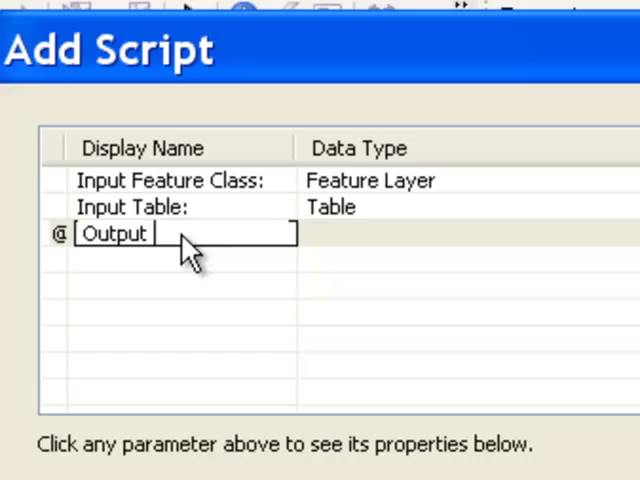 Add Script
Display Name Data Type
Input Feature Class: Feature Layer
Input Table: Table
@ Output
Click any parameter above to see its properties below.